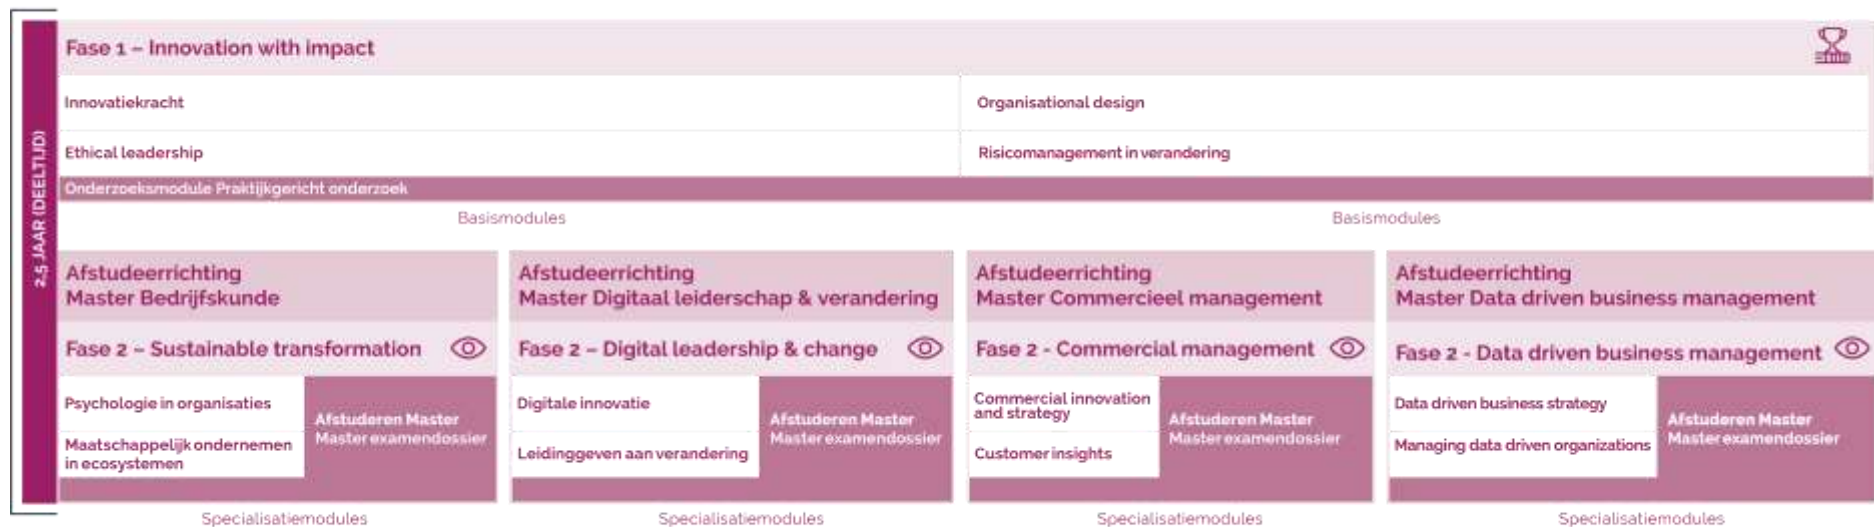 2,5 JAAR (DEELTIJD)
Fase 1 – Innovation with impact
Innovatiekracht
Organisational design
Ethical leadership
Risicomanagement in verandering
Onderzoeksmodule Praktijkgericht onderzoek
Basismodules
Basismodules
Afstudeerrichting
Master Bedrijfskunde
Fase 2 – Sustainable transformation
Psychologie in organisaties
Maatschappelijk ondernemen
in ecosystemen
Afstuderen Master
Master examendossier
Specialisatiemodules
Afstudeerrichting
Master Digitaal leiderschap & verandering
Fase 2 – Digital leadership & change
Digitale innovatie
Leidinggeven aan verandering
Afstuderen Master
Master examendossier
Specialisatiemodules
Afstudeerrichting
Master Commercieel management
Fase 2 - Commercial management
Commercial innovation
and strategy
Customer insights
Afstuderen Master
Master examendossier
Specialisatiemodules
Afstudeerrichting
Master Data driven business management
Fase 2 - Data driven business management
Data driven business strategy
Managing data driven organizations
Afstuderen Master
Master examendossier
Specialisatiemodules